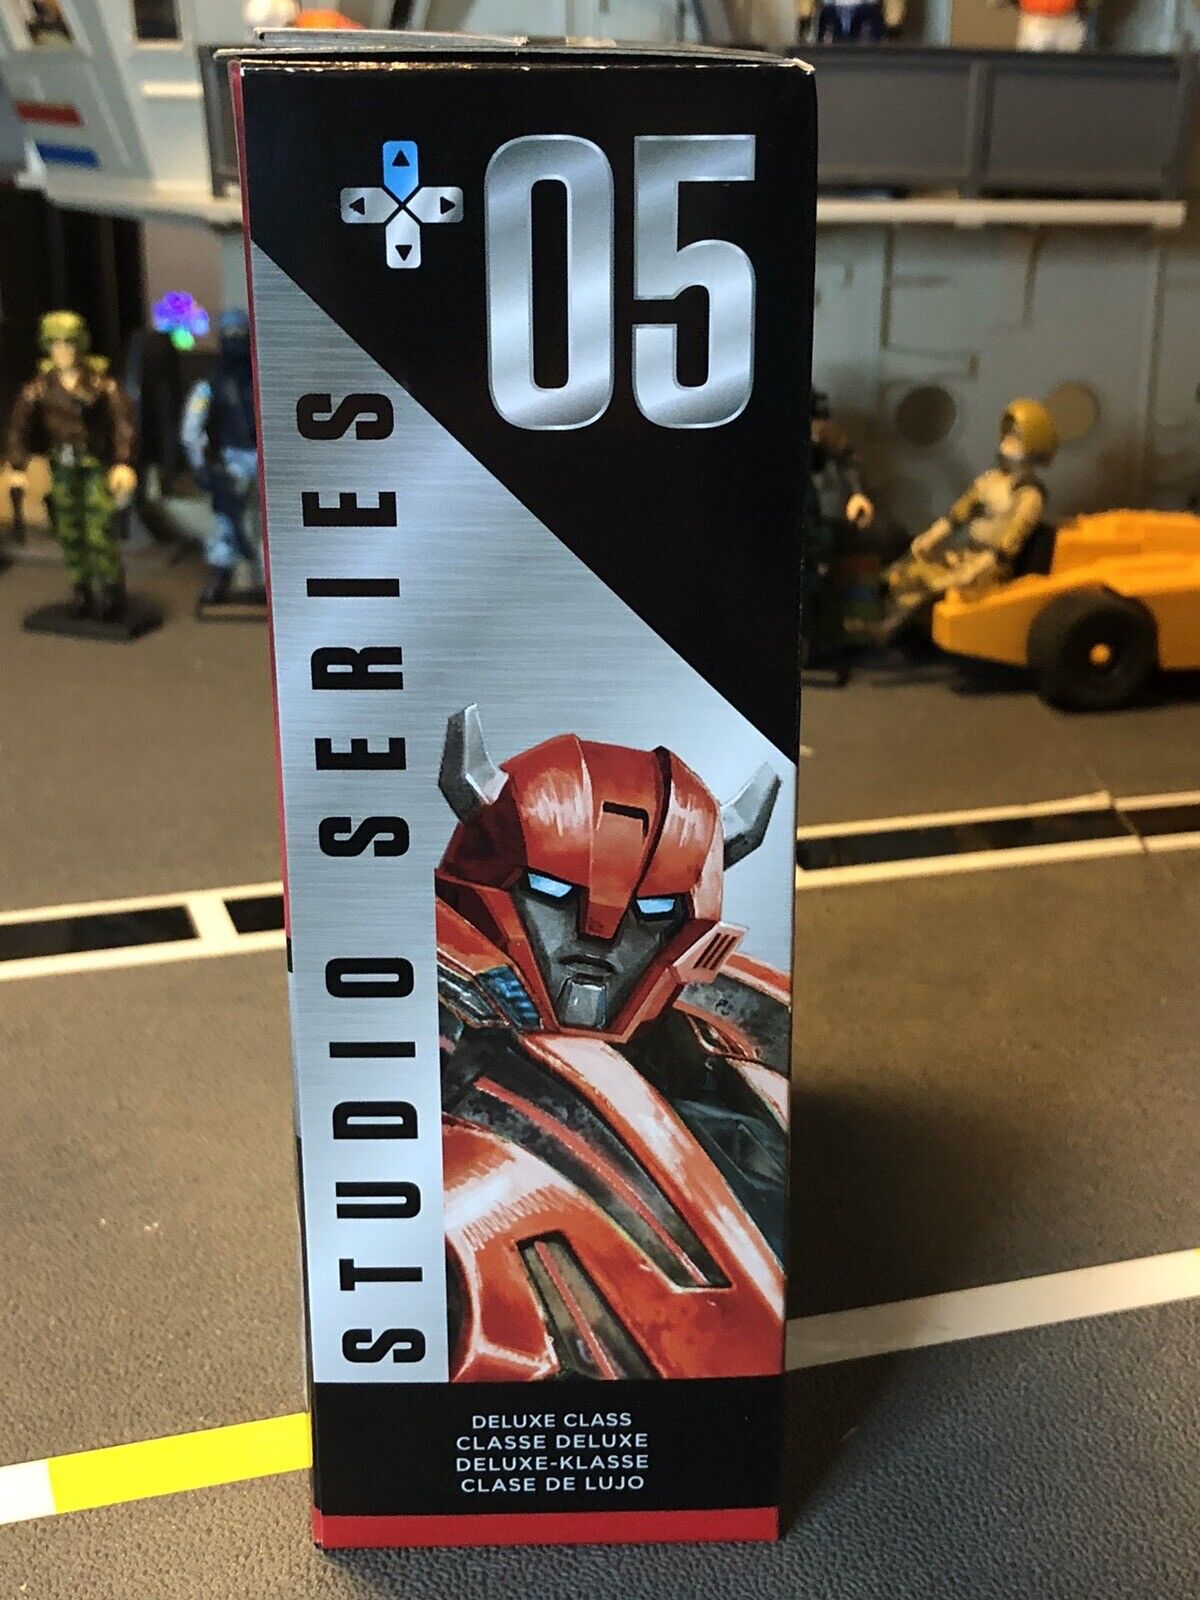 05
STUDIO SERIES
DELUXE CLASS
CLASSE DELUXE
DELUXE-KLASSE
CLASE DE LUJO